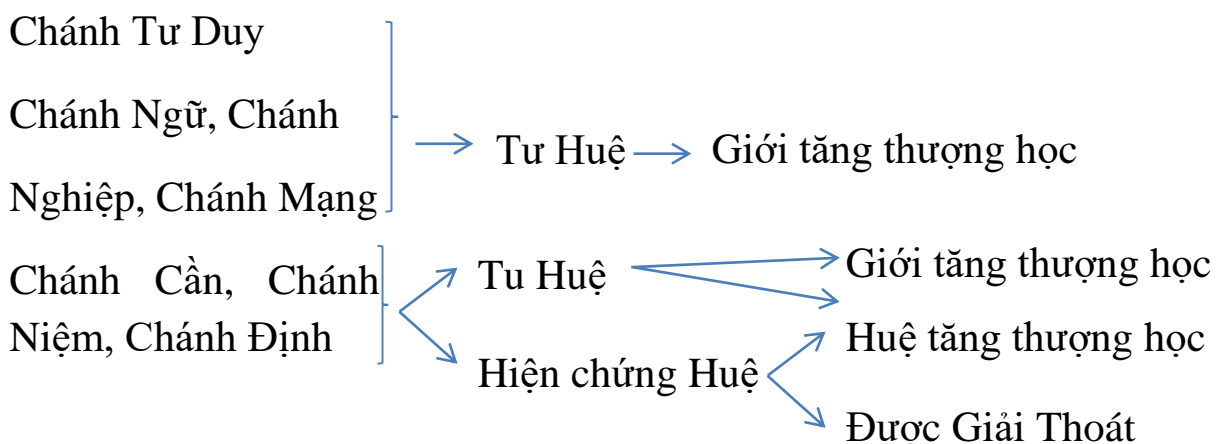 Chánh Tư Duy
Chánh Ngữ, Chánh
Nghiệp, Chánh Mạng
Tư Huệ
Giới tăng thượng học
Chánh Cần, Chánh
Niệm, Chánh Định
Tu Huệ
Hiện chứng Huệ
Giới tăng thượng học
Huệ tăng thượng học
Được Giải Thoát